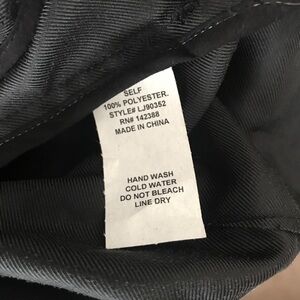 SELF
100% POLYESTER.
STYLE# LJ90352
RN# 142388
MADE IN CHINA
HAND WASH
COLD WATER
DO NOT BLEACH
LINE DRY